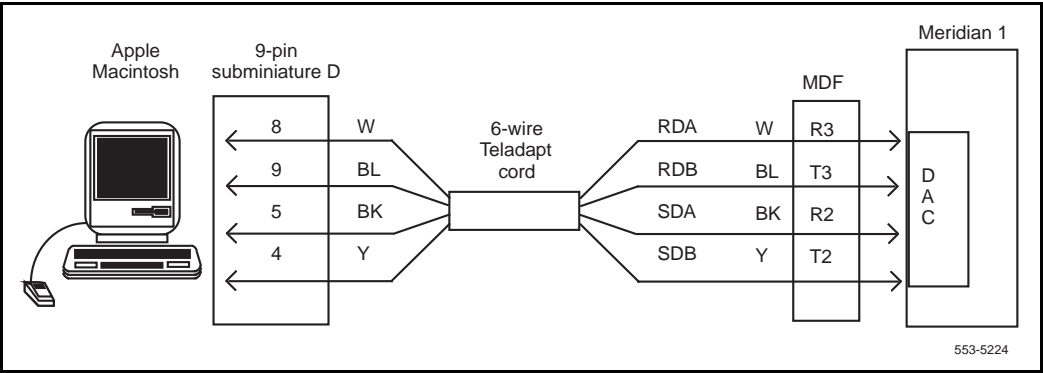 Meridian 1
Apple
Macintosh
9-pin
subminiature D
MDF
8 W
6-wire
Teladapt
cord
RDA W R3
9 BL
RDB BL T3
5 BK
SDA BK R2
4 Y
SDB Y T2
D
A
C
553-5224